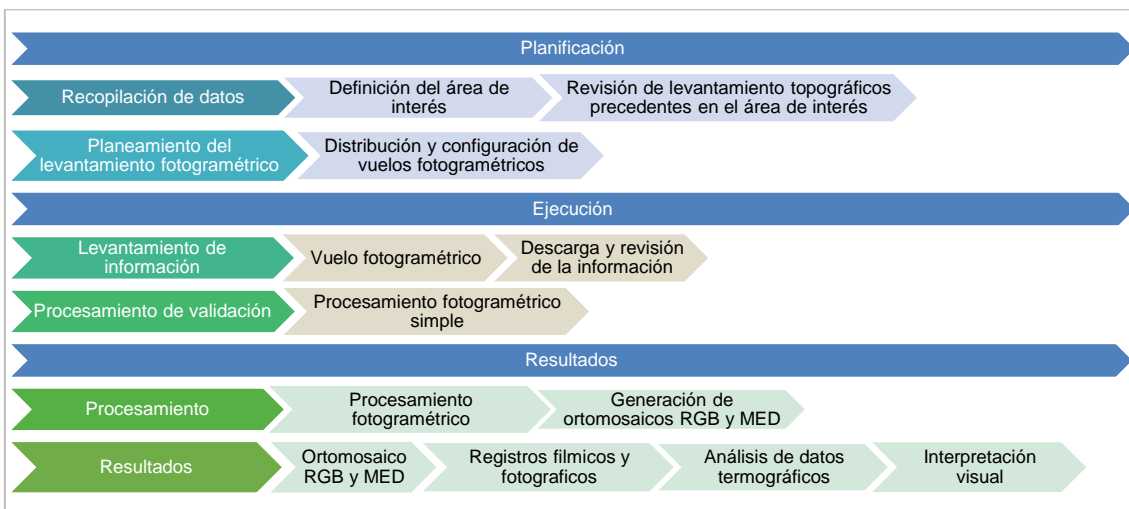 Planificación
Recopilación de datos
Definición del área de
interés
Revisión de levantamiento topográficos
precedentes en el área de interés
Planeamiento del
levantamiento fotogramétrico
Distribución y configuración de
vuelos fotogramétricos
Ejecución
Levantamiento de
información
Vuelo fotogramétrico
Descarga y revisión
de la información
Procesamiento de validación
Procesamiento fotogramétrico
simple
Resultados
Procesamiento
Procesamiento
fotogramétrico
Generación de
ortomosaicos RGB y MED
Resultados
Ortomosaico
RGB y MED
Registros filmicos y
fotograficos
Análisis de datos
termográficos
Interpretación
visual